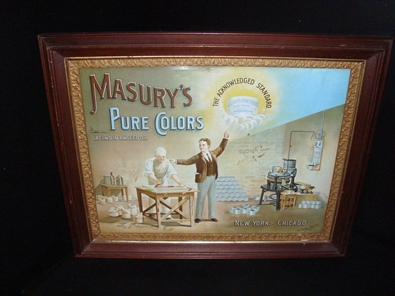 MASURY'S
PURE COLORS
THE ACKNOWLEDGED STANDARD
NEW YORK - CHICAGO